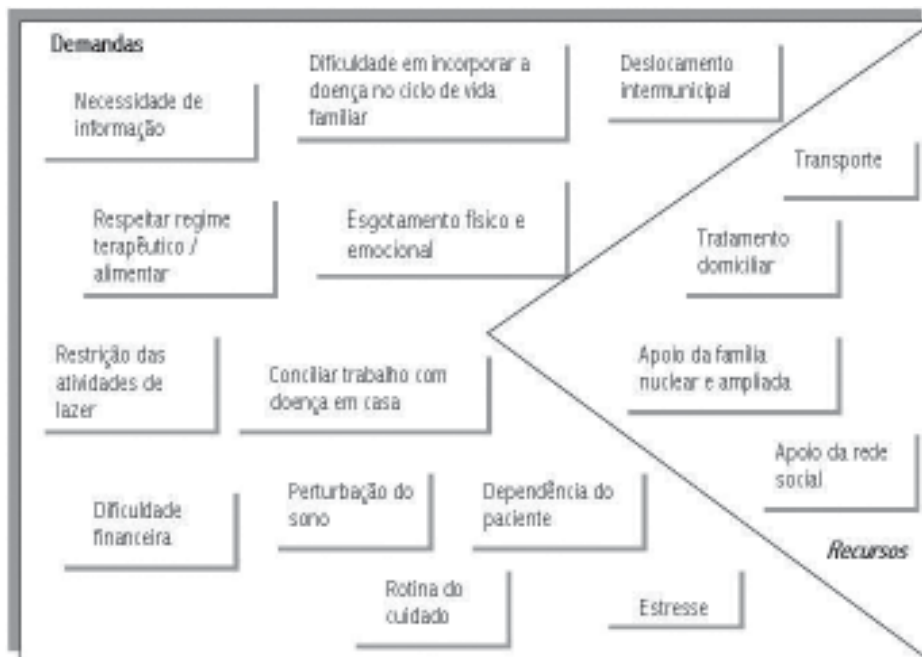 Demandas
Necessidade de
informação
Dificuldade em incorporar a
doença no ciclo de vida
familiar
Deslocamento
intermunicipal
Transporte
Respeitar regime
terapêutico /
alimentar
Esgotamento físico e
emocional
Tratamento
domiciliar
Restrição das
atividades de
lazer
Conciliar trabalho com
doença em casa
Apoio da família
nuclear e ampliada
Apoio da rede
social
Dificuldade
financeira
Perturbação do
sono
Dependência do
paciente
Recursos
Rotina do
cuidado
Estresse